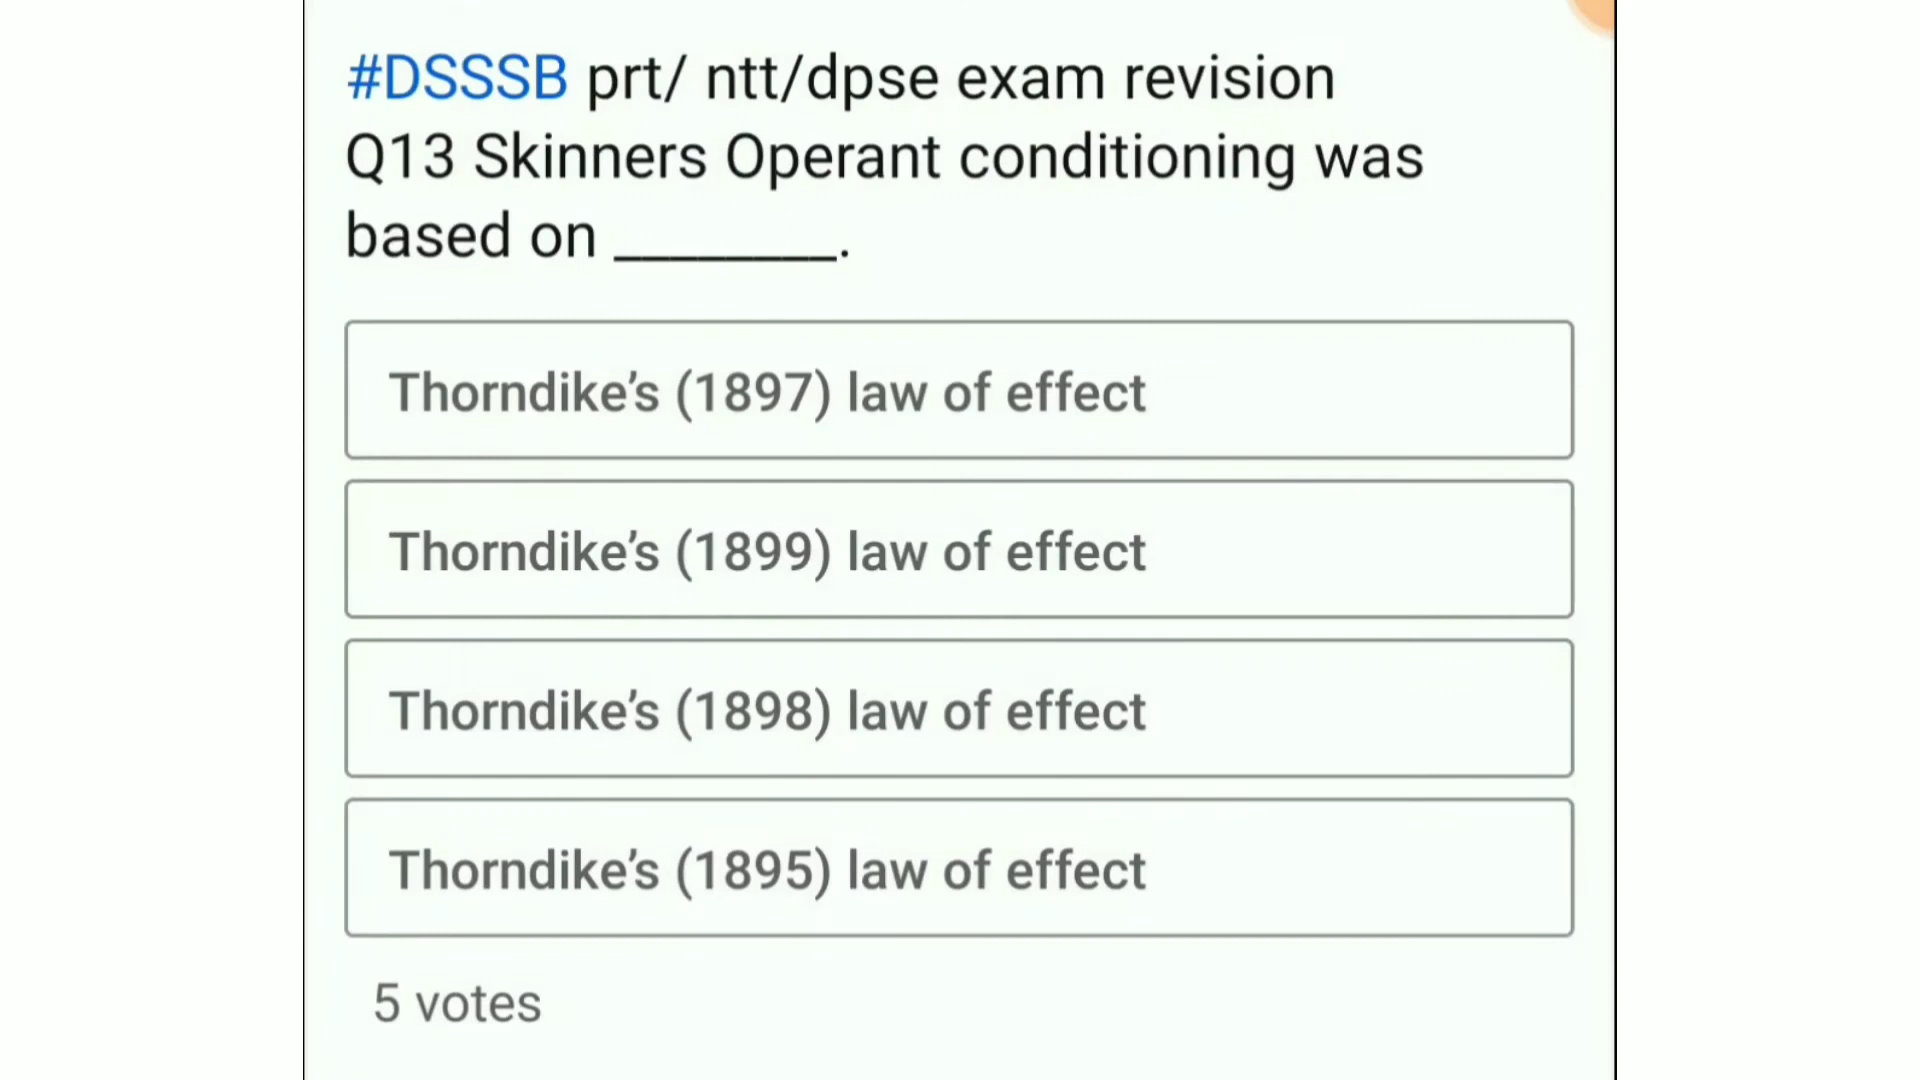 #DSSSB prt/ ntt/dpse exam revision
Q13 Skinners Operant conditioning was
based on ________.
Thorndike’s (1897) law of effect
Thorndike’s (1899) law of effect
Thorndike’s (1898) law of effect
Thorndike’s (1895) law of effect
5 votes